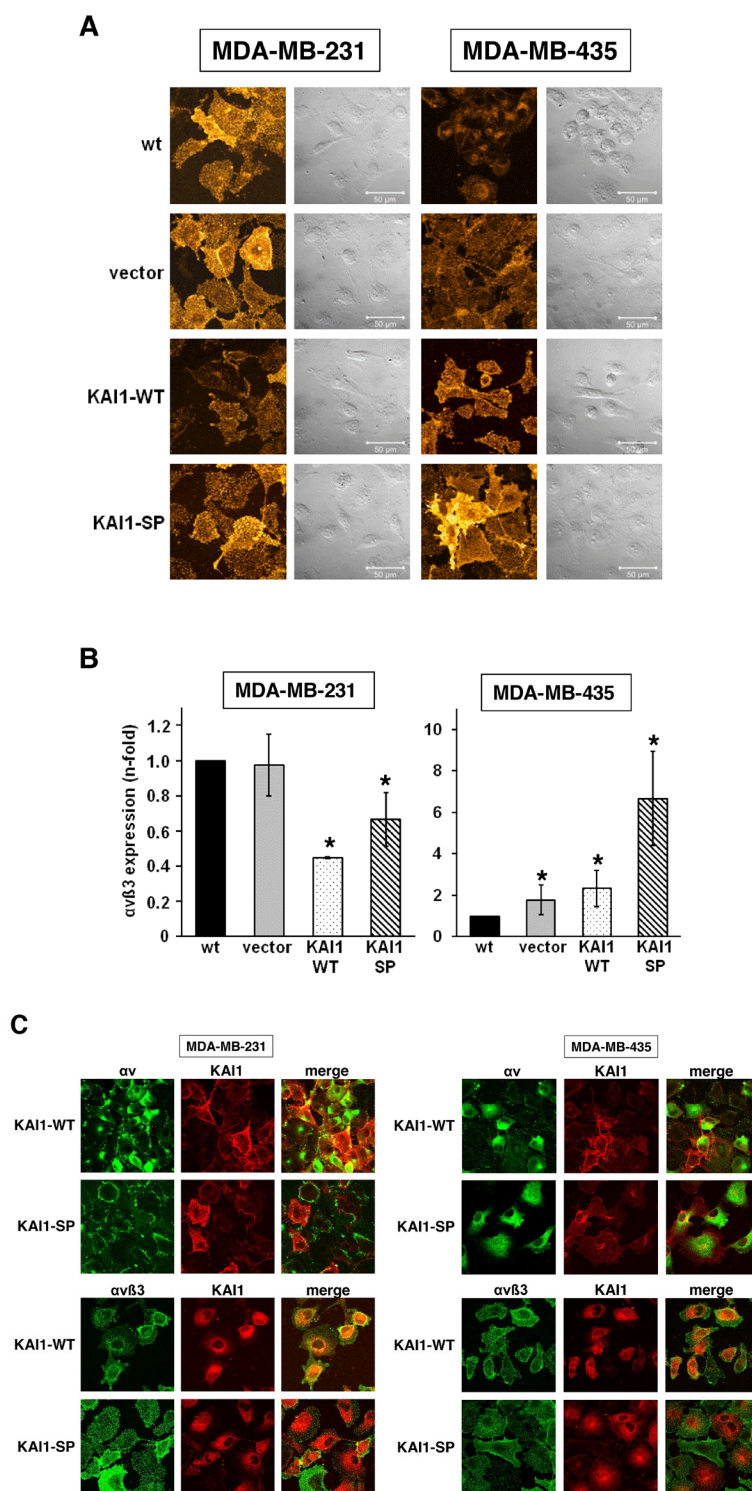 A
MDA-MB-231 MDA-MB-435
wt
50 µm 50 µm
vector
50 µm 50 µm
KAI1-WT
50 µm 50 µm
KAI1-SP
50 µm 50 µm
B
MDA-MB-231
αvß3 expression (n-fold)
1.2
1.0
0.8
0.6
0.4
0.2
0
*
*
wt vector KAI1 WT KAI1 SP
MDA-MB-435
10
8
6
4
2
0
*
*
*
wt vector KAI1 WT KAI1 SP
C
MDA-MB-231
αv KAI1 merge
KAI1-WT
KAI1-SP
αvß3 KAI1 merge
KAI1-WT
KAI1-SP
MDA-MB-435
αv KAI1 merge
KAI1-WT
KAI1-SP
αvß3 KAI1 merge
KAI1-WT
KAI1-SP